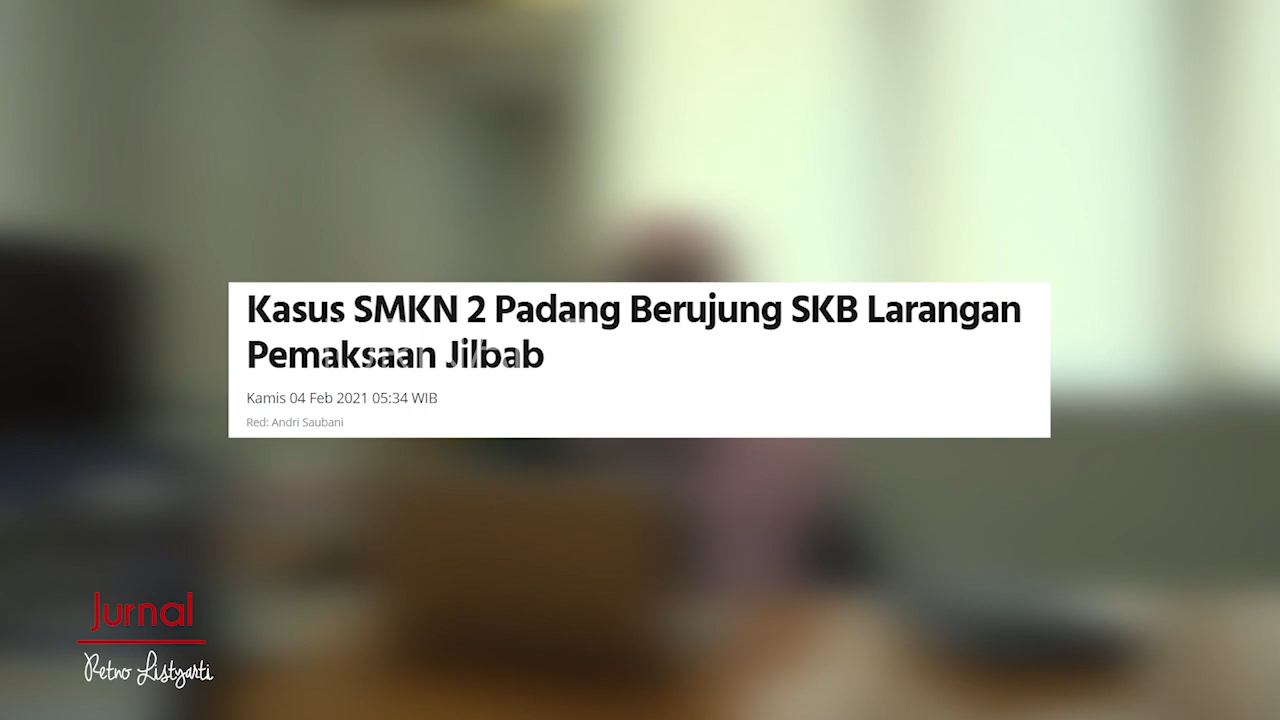 Kasus SMKN 2 Padang Berujung SKB Larangan
Pemaksaan Jilbab
Kamis 04 Feb 2021 05:34 WIB
Red: Andri Saubani
Jurnal
Retno Listyarti